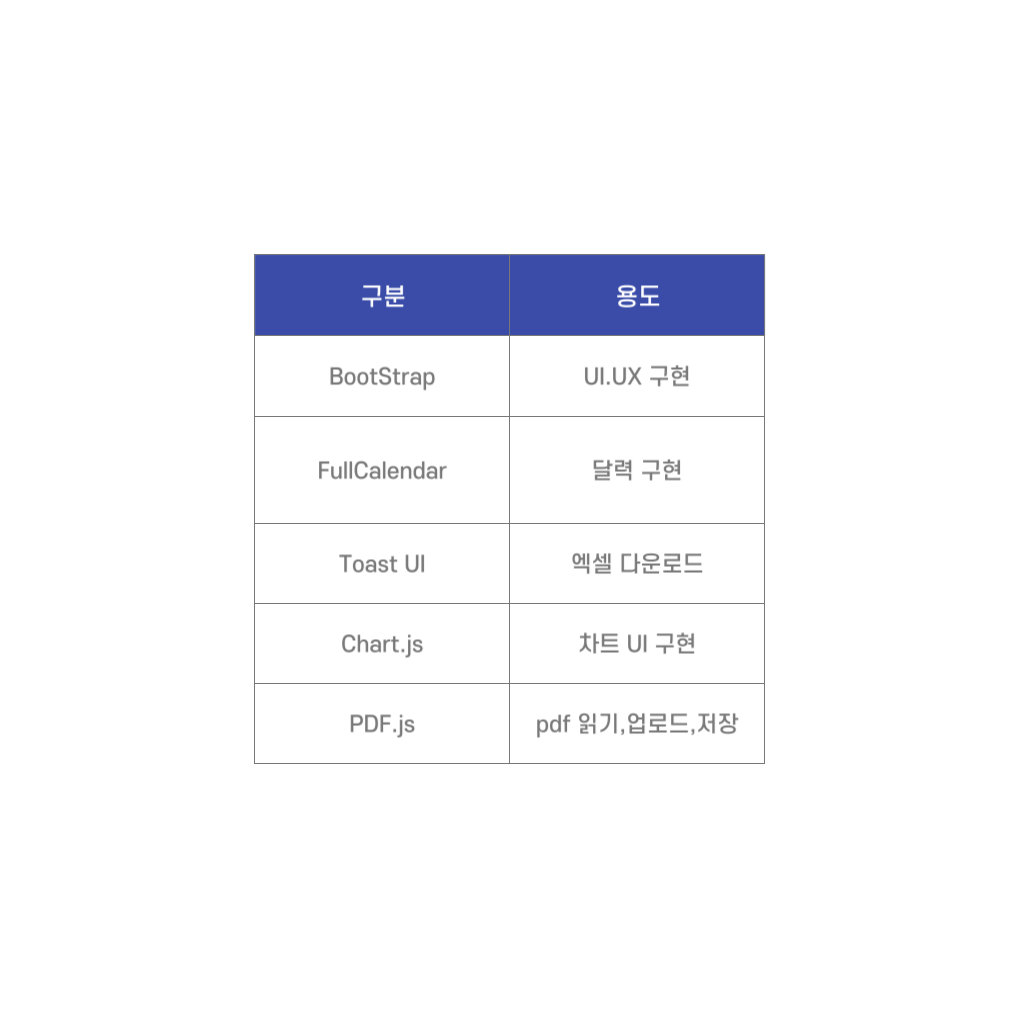 구분 용도
BootStrap UI.UX 구현
FullCalendar 달력 구현
Toast UI 엑셀 다운로드
Chart.js 차트 UI 구현
PDF.js pdf 읽기,업로드,저장